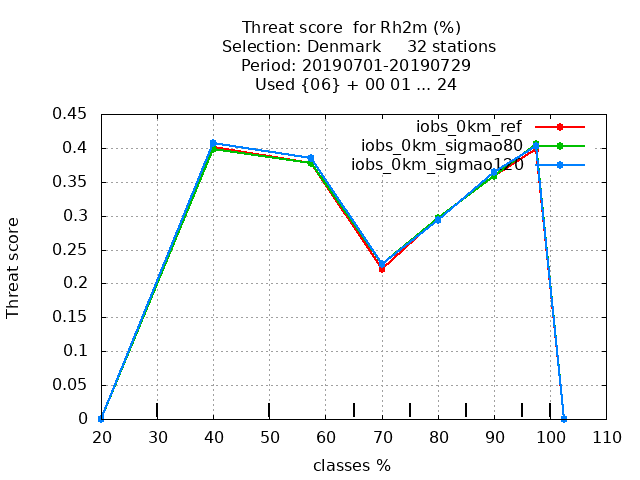 Threat score  for Rh2m (%)
Selection: Denmark     32 stations
Period: 20190701-20190729
Used {06} + 00 01 ... 24
iobs_0km_ref
iobs_0km_sigmao80
iobs_0km_sigmao120
Threat score
0.45
0.4
0.35
0.3
0.25
0.2
0.15
0.1
0.05
0
20 30 40 50 60 70 80 90 100 110
classes %